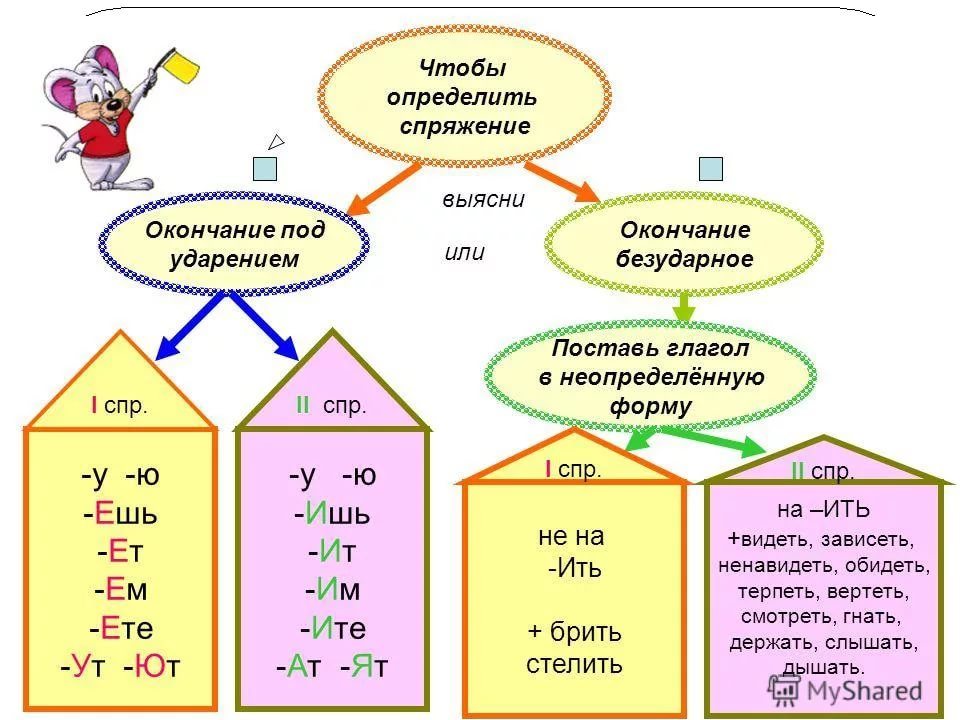 Чтобы
определить
спряжение
выясни
или
Окончание под
ударением
Окончание
безударное
Поставь глагол
в неопределённую
форму
I спр.
-у -ю
-Ешь
-Ет
-Ем
-Ете
-Ут -Ют
II спр.
-у -ю
-Ишь
-Ит
-Им
-Ите
-Ат -Ят
I спр.
не на
-Ить
+ брить
стелить
II спр.
на –ИТЬ
+видеть, зависеть,
ненавидеть, обидеть,
терпеть, вертеть,
смотреть, гнать,
держать, слышать,
дышать.
MyShared